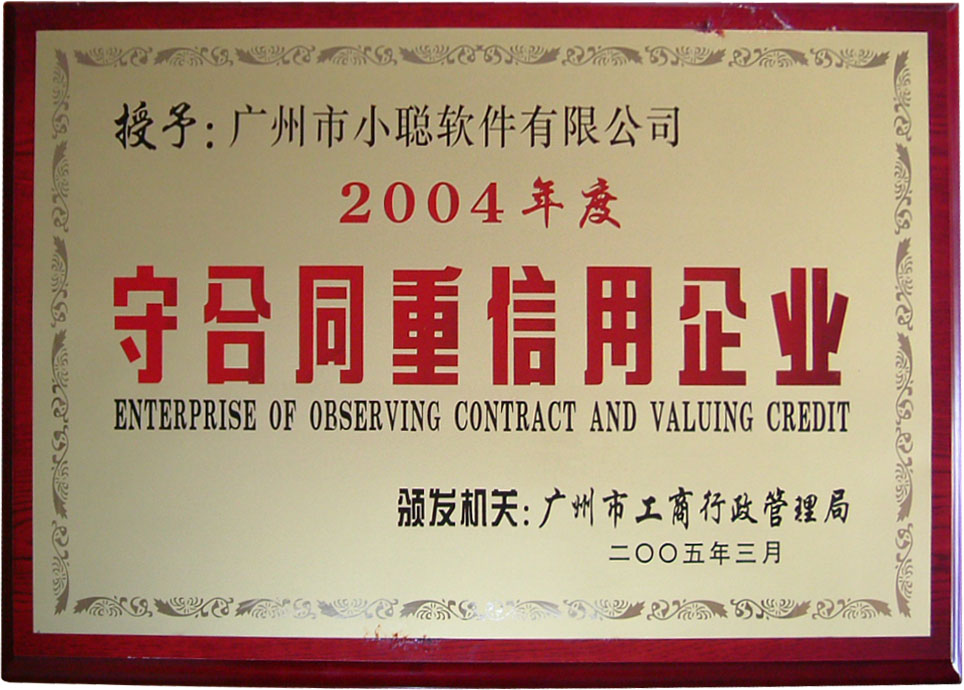 授予：广州市小聪软件有限公司
2004年度
守合同重信用企业
ENTERPRISE OF OBSERVING CONTRACT AND VALUING CREDIT
颁发机关：广州市工商行政管理局
二〇〇五年三月